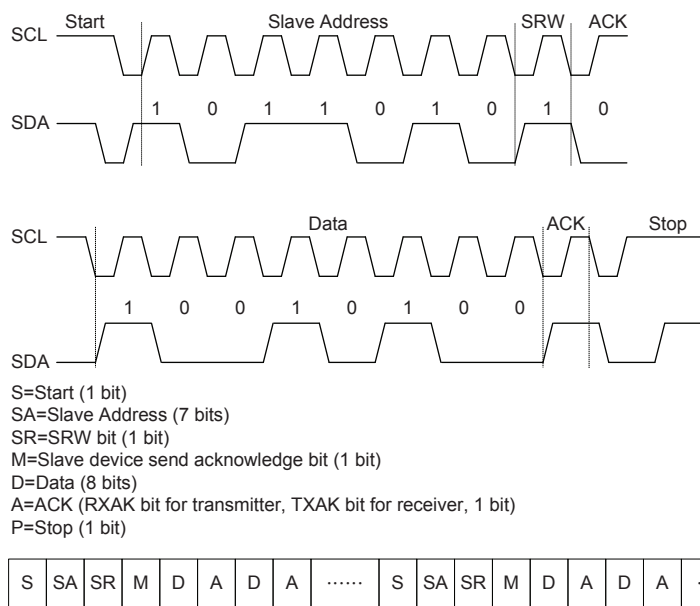 Start Slave Address SRW ACK
SCL
1 0 1 1 0 1 0 1 0
SDA
Data ACK Stop
SCL
1 0 0 1 0 1 0 0
SDA
S=Start (1 bit)
SA=Slave Address (7 bits)
SR=SRW bit (1 bit)
M=Slave device send acknowledge bit (1 bit)
D=Data (8 bits)
A=ACK (RXAK bit for transmitter, TXAK bit for receiver, 1 bit)
P=Stop (1 bit)
S SA SR M D A D A ...... S SA SR M D A D A